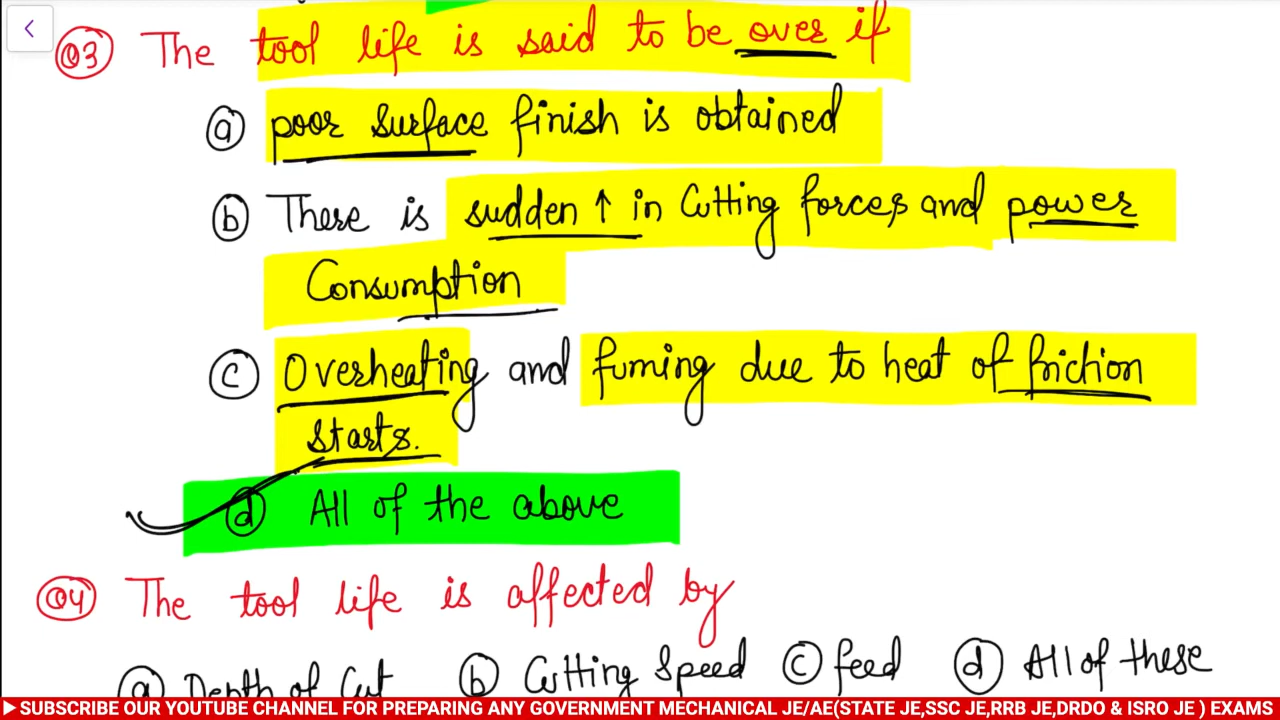 Q3 The tool life is said to be over if
(a) poor surface finish is obtained
(b) There is sudden ↑ in Cutting forces and power
Consumption
(c) Overheating and fuming due to heat of friction
starts.
(d) All of the above
Q4 The tool life is affected by
(a) Depth of Cut (b) Cutting Speed (c) feed (d) All of these
▶ SUBSCRIBE OUR YOUTUBE CHANNEL FOR PREPARING ANY GOVERNMENT MECHANICAL JE/AE(STATE JE,SSC JE,RRB JE,DRDO & ISRO JE ) EXAMS